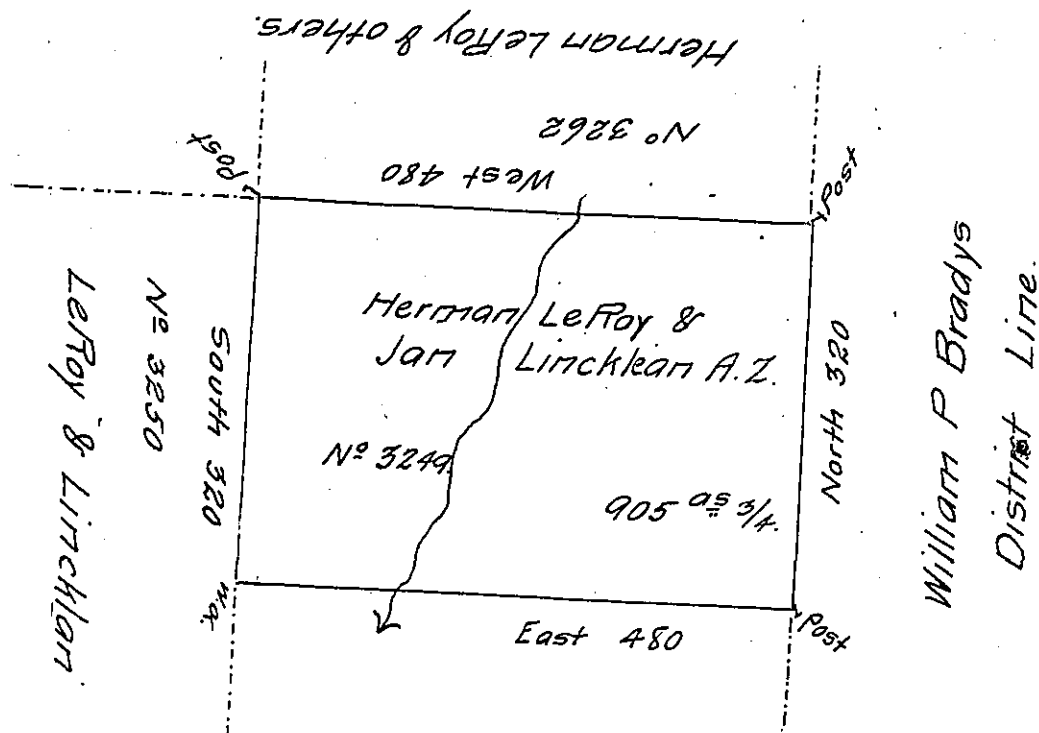 Herman LeRoy & others.
Nº 3262
West 480
Post
Post
LeRoy & Lincklan
Nº 3250
South 320
Herman LeRoy &
Jan Lincklean A.Z.
Nº 3249.
905 as 3/4.
North 320
William P Bradys
District Line.
Wa.
East 480
Post